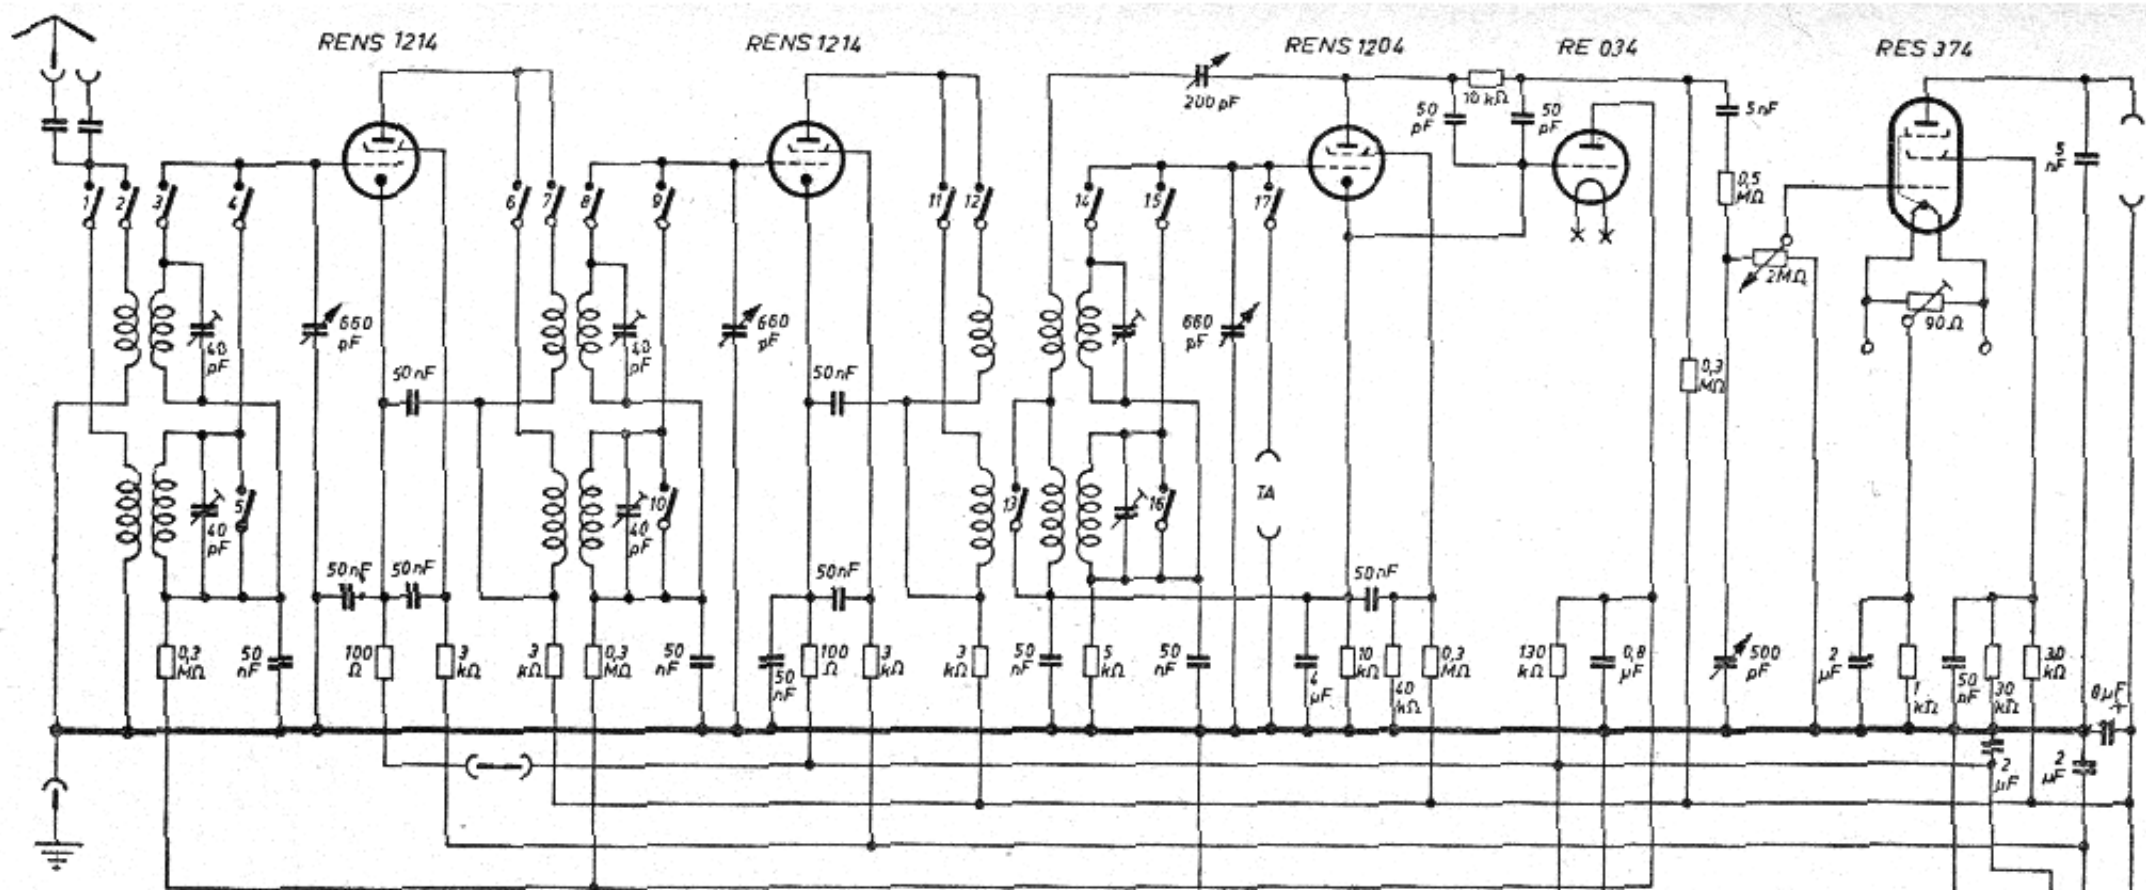 RENS 1214
RENS 1214
RENS 1204
RE 034
RES 374
200 pF
10 kΩ
50 pF
50 pF
5 nF
5 nF
1
2
3
4
6
7
8
9
11
12
14
15
17
0,5 MΩ
2MΩ
660 pF
40 pF
40 pF
660 pF
660 pF
90Ω
50 nF
50 nF
0,3 MΩ
5
40 pF
10
40 pF
13
16
TA
50 nF
50 nF
50 nF
50 nF
0,3 MΩ
50 nF
100 Ω
3 kΩ
3 kΩ
0,3 MΩ
50 nF
50 nF
100 Ω
3 kΩ
3 kΩ
50 nF
5 kΩ
50 nF
4 µF
10 kΩ
40 kΩ
0,3 MΩ
130 kΩ
0,8 µF
500 pF
2 µF
1 kΩ
50 pF
30 kΩ
30 kΩ
8 µF
+
2 µF
2 µF